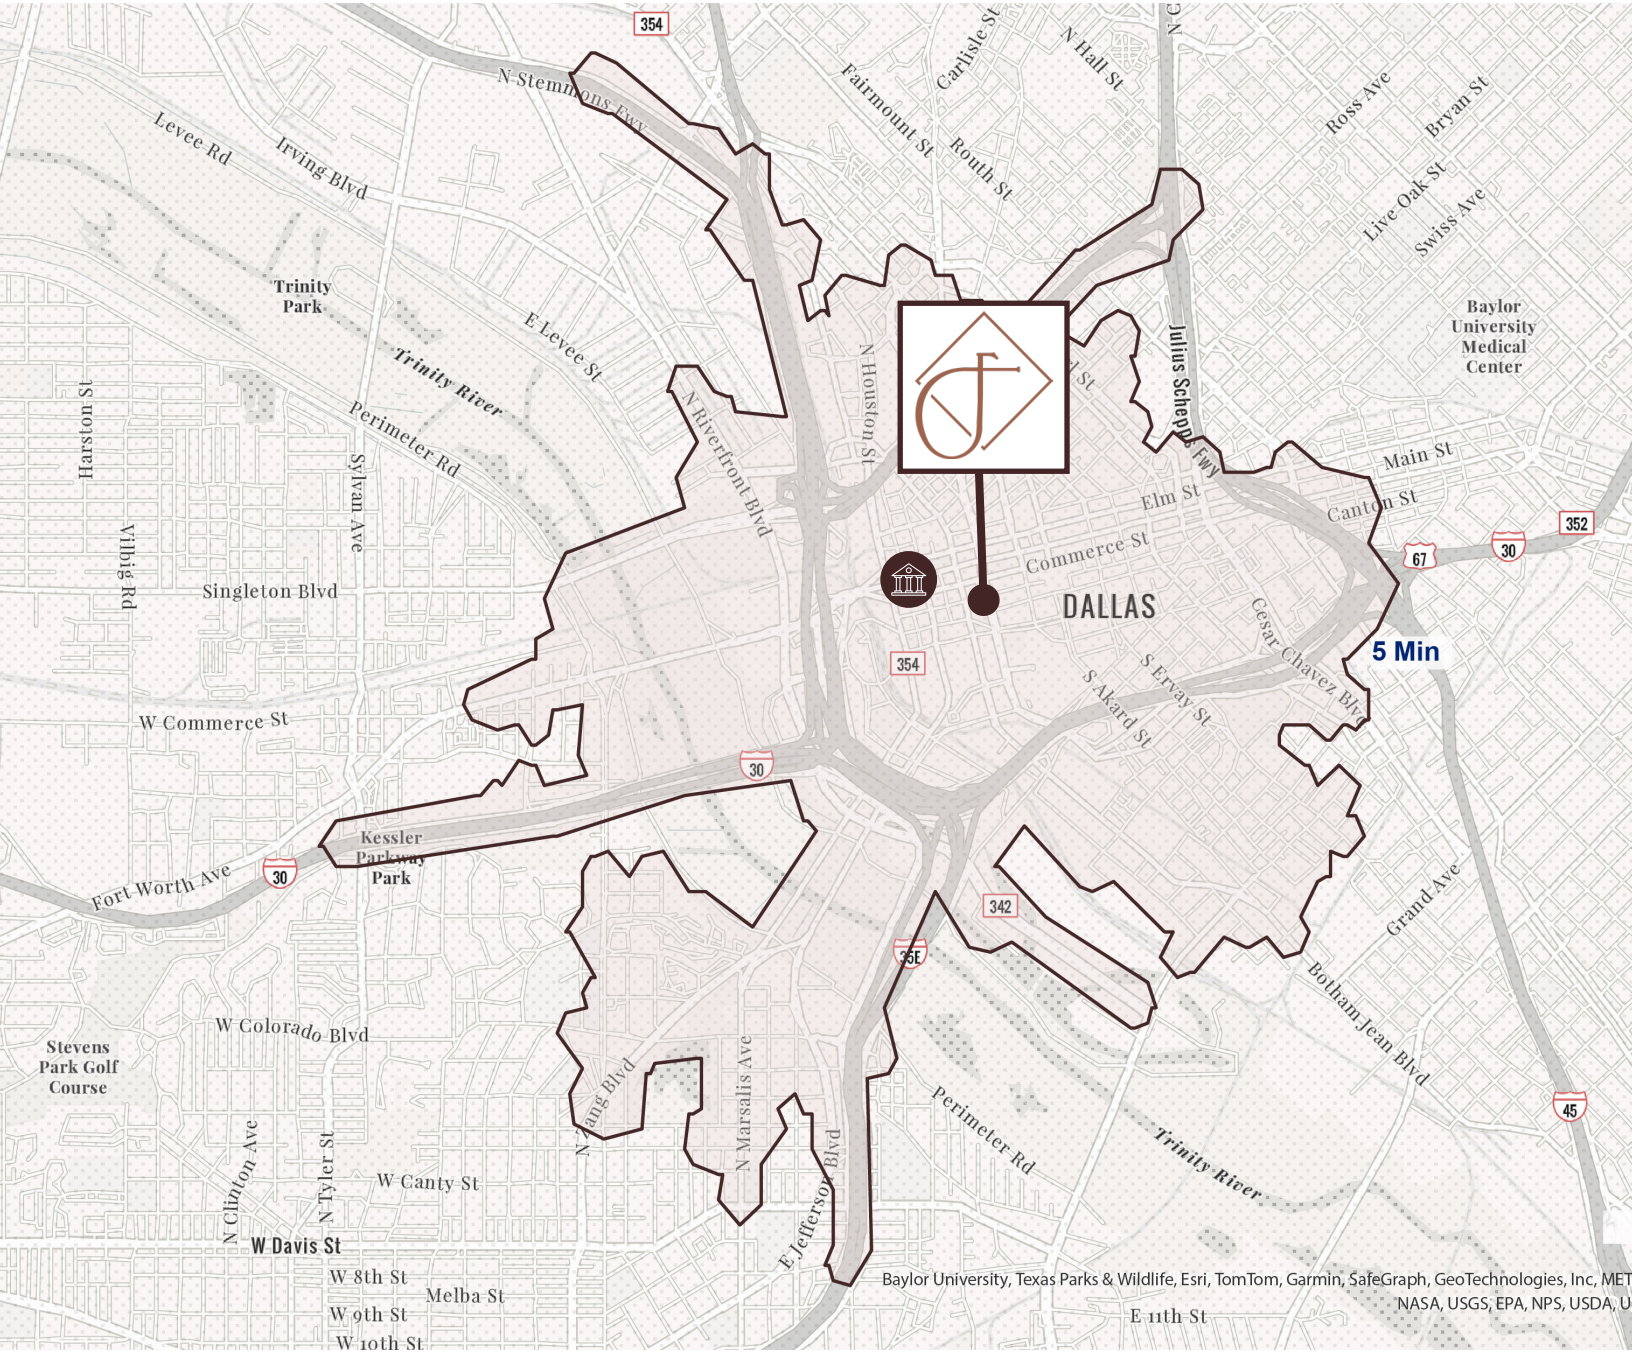 354
N C
Carlisle St
N Hall St
N Stemmons Fwy
Fairmount St
Ross Ave
Bryan St
Levee Rd
Irving Blvd
Routh St
Live Oak St
Swiss Ave
Trinity
Park
E Levee St
Baylor
University
Medical
Center
Trinity River
N Houston St
Julius Schepps Fwy
Harston St
Perimeter Rd
N Riverfront Blvd
Main St
Sylvan Ave
Elm St
Canton St
352
Vilbig Rd
Commerce St
67
30
Singleton Blvd
DALLAS
Cesar Chavez Blvd
5 Min
354
S Ervay St
S Akard St
W Commerce St
30
Kessler
Parkway
Park
30
Fort Worth Ave
342
Grand Ave
35E
W Colorado Blvd
Botham Jean Blvd
Stevens
Park Golf
Course
N Zang Blvd
N Marsalis Ave
Perimeter Rd
45
N Clinton Ave
N Tyler St
E Jefferson Blvd
Trinity River
W Canty St
W Davis St
W 8th St
Melba St
W 9th St
E 11th St
W 10th St
Baylor University, Texas Parks & Wildlife, Esri, TomTom, Garmin, SafeGraph, GeoTechnologies, Inc, MET
NASA, USGS, EPA, NPS, USDA, U